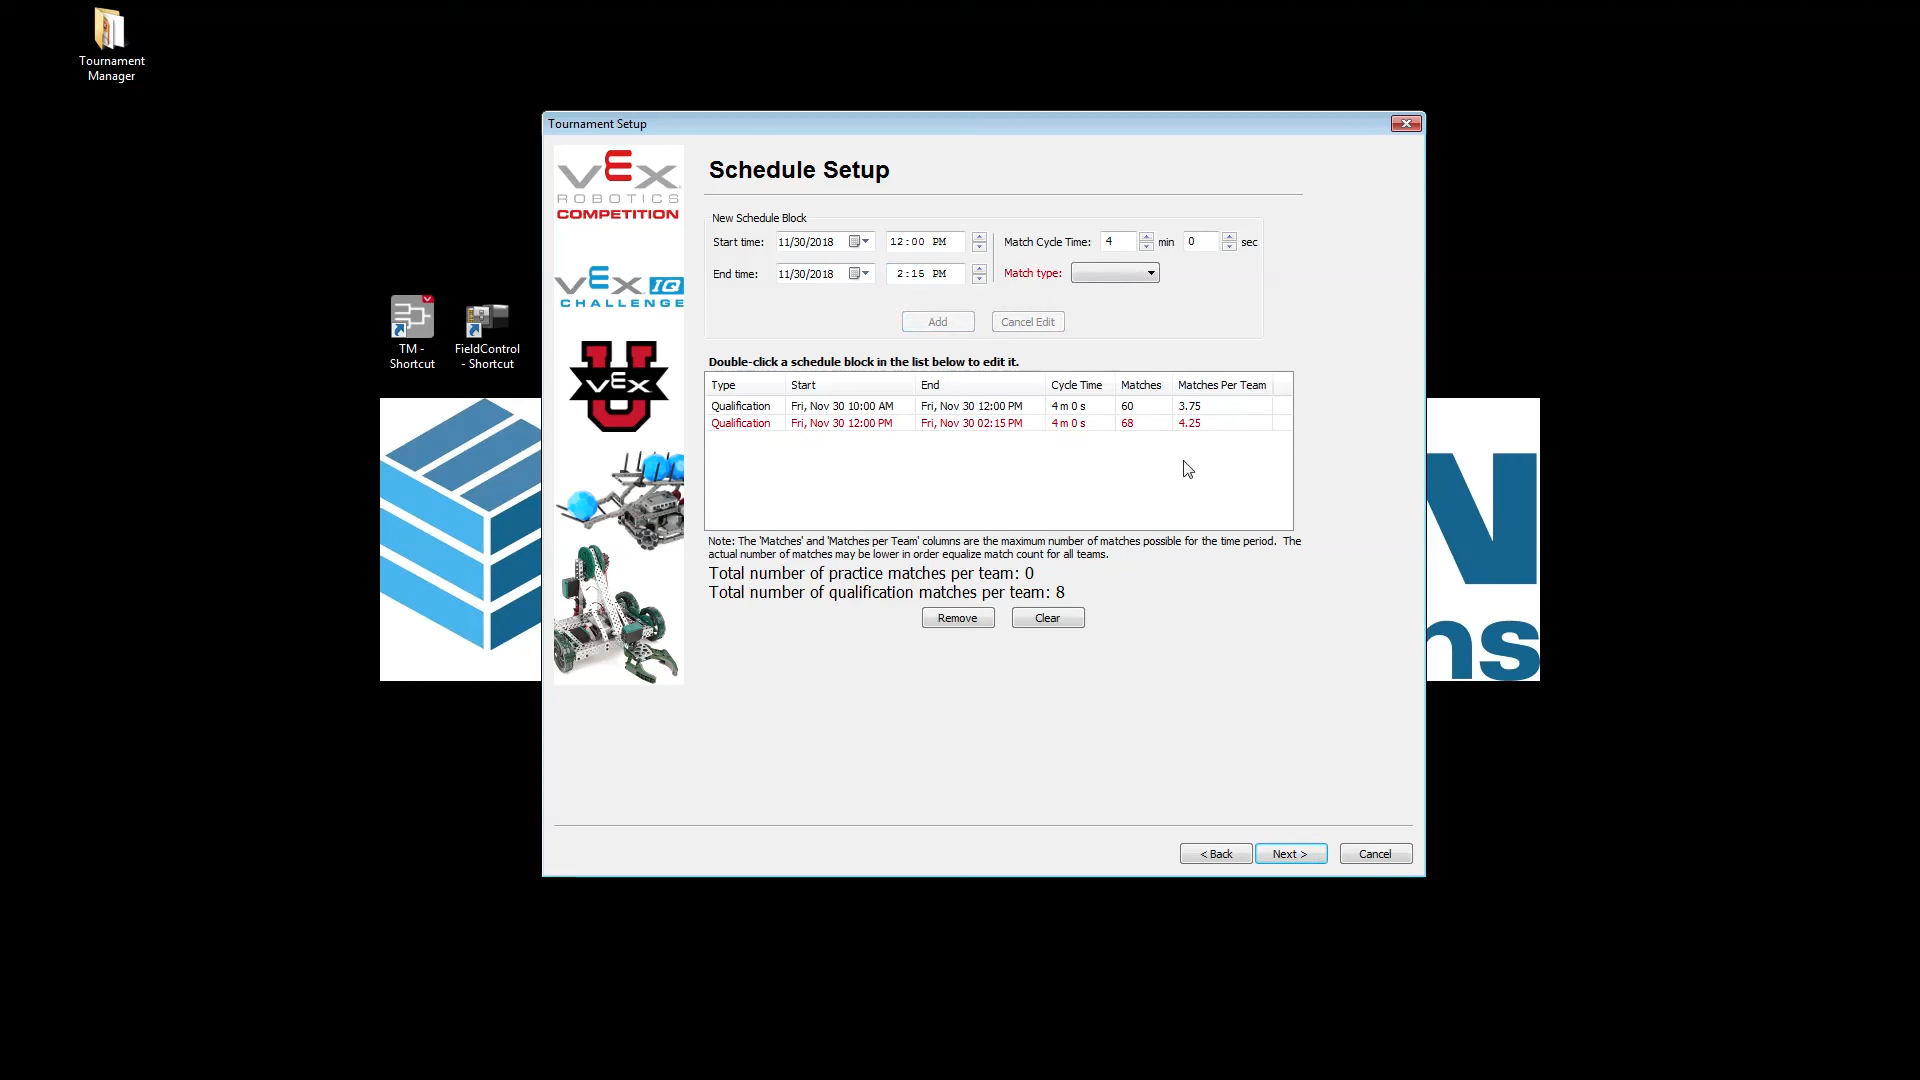 Tournament
Manager
TM -
Shortcut
FieldControl
- Shortcut
Tournament Setup
VEX
ROBOTICS
COMPETITION
VEX IQ
CHALLENGE
VEX U
Schedule Setup
New Schedule Block
Start time: 11/30/2018 12:00 PM Match Cycle Time: 4 min 0 sec
End time: 11/30/2018 2:15 PM Match type:
Add Cancel Edit
Double-click a schedule block in the list below to edit it.
Type Start End Cycle Time Matches Matches Per Team
Qualification Fri, Nov 30 10:00 AM Fri, Nov 30 12:00 PM 4 m 0 s 60 3.75
Qualification Fri, Nov 30 12:00 PM Fri, Nov 30 02:15 PM 4 m 0 s 68 4.25
Note: The 'Matches' and 'Matches per Team' columns are the maximum number of matches possible for the time period. The
actual number of matches may be lower in order equalize match count for all teams.
Total number of practice matches per team: 0
Total number of qualification matches per team: 8
Remove Clear
< Back Next > Cancel
N
ns